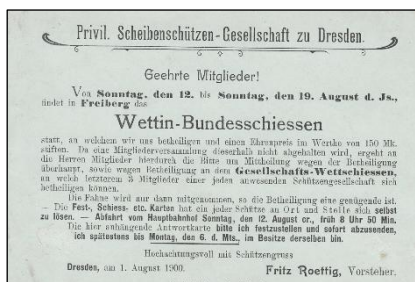 Privil. Scheibenschützen-Gesellschaft zu Dresden.
Geehrte Mitglieder!
Von Sonntag, den 12. bis Sonntag, den 19. August d. Js.,
findet in Freiberg das
Wettin-Bundesschiessen
statt, an welchem wir uns betheiligen und einen Ehrenpreis im Werthe von 150 Mk.
stiften. Da eine Mitgliederversammlung dieserhalb nicht abgehalten wird, ergeht an
die Herren Mitglieder hierdurch die Bitte um Mittheilung wegen der Betheiligung
überhaupt, sowie wegen Betheiligung an dem Gesellschafts-Wettschiessen,
an welch letzterem 3 Mitglieder einer jeden anwesenden Schützengesellschaft sich
betheiligen können.
Die Fahne wird nur dann mitgenommen, so die Betheiligung eine genügende ist.
— Die Fest-, Schiess- etc. Karten hat ein jeder Schütze an Ort und Stelle sich selbst
zu lösen. — Abfahrt vom Hauptbahnhof Sonntag, den 12. August cr., früh 8 Uhr 50 Min.
Die hier anhängende Antwortkarte bitte ich festzustellen und sofort abzusenden,
ich spätestens bis Montag, den 6. d. Mts., im Besitze derselben bin.
Hochachtungsvoll mit Schützengruss
Dresden, am 1. August 1900. Fritz Roettig, Vorsteher.